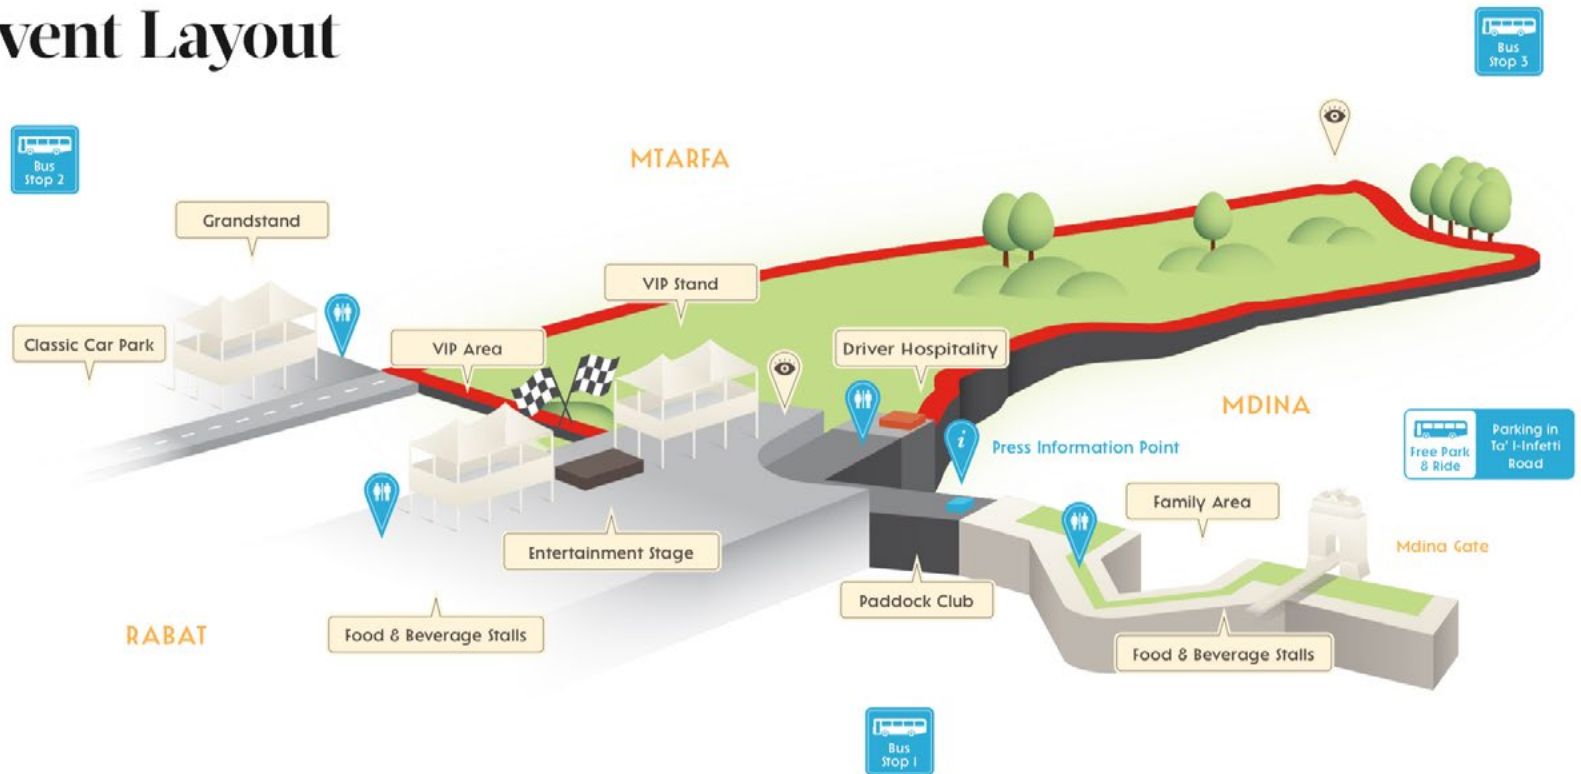 vent Layout
Bus
Stop 3
Bus
Stop 2
MTARFA
Grandstand
VIP Stand
Classic Car Park
VIP Area
Driver Hospitality
MDINA
Press Information Point
Free Park
& Ride
Parking in
Ta' l-Infetti
Road
Family Area
Mdina Gate
Entertainment Stage
Paddock Club
RABAT
Food & Beverage Stalls
Food & Beverage Stalls
Bus
Stop 1